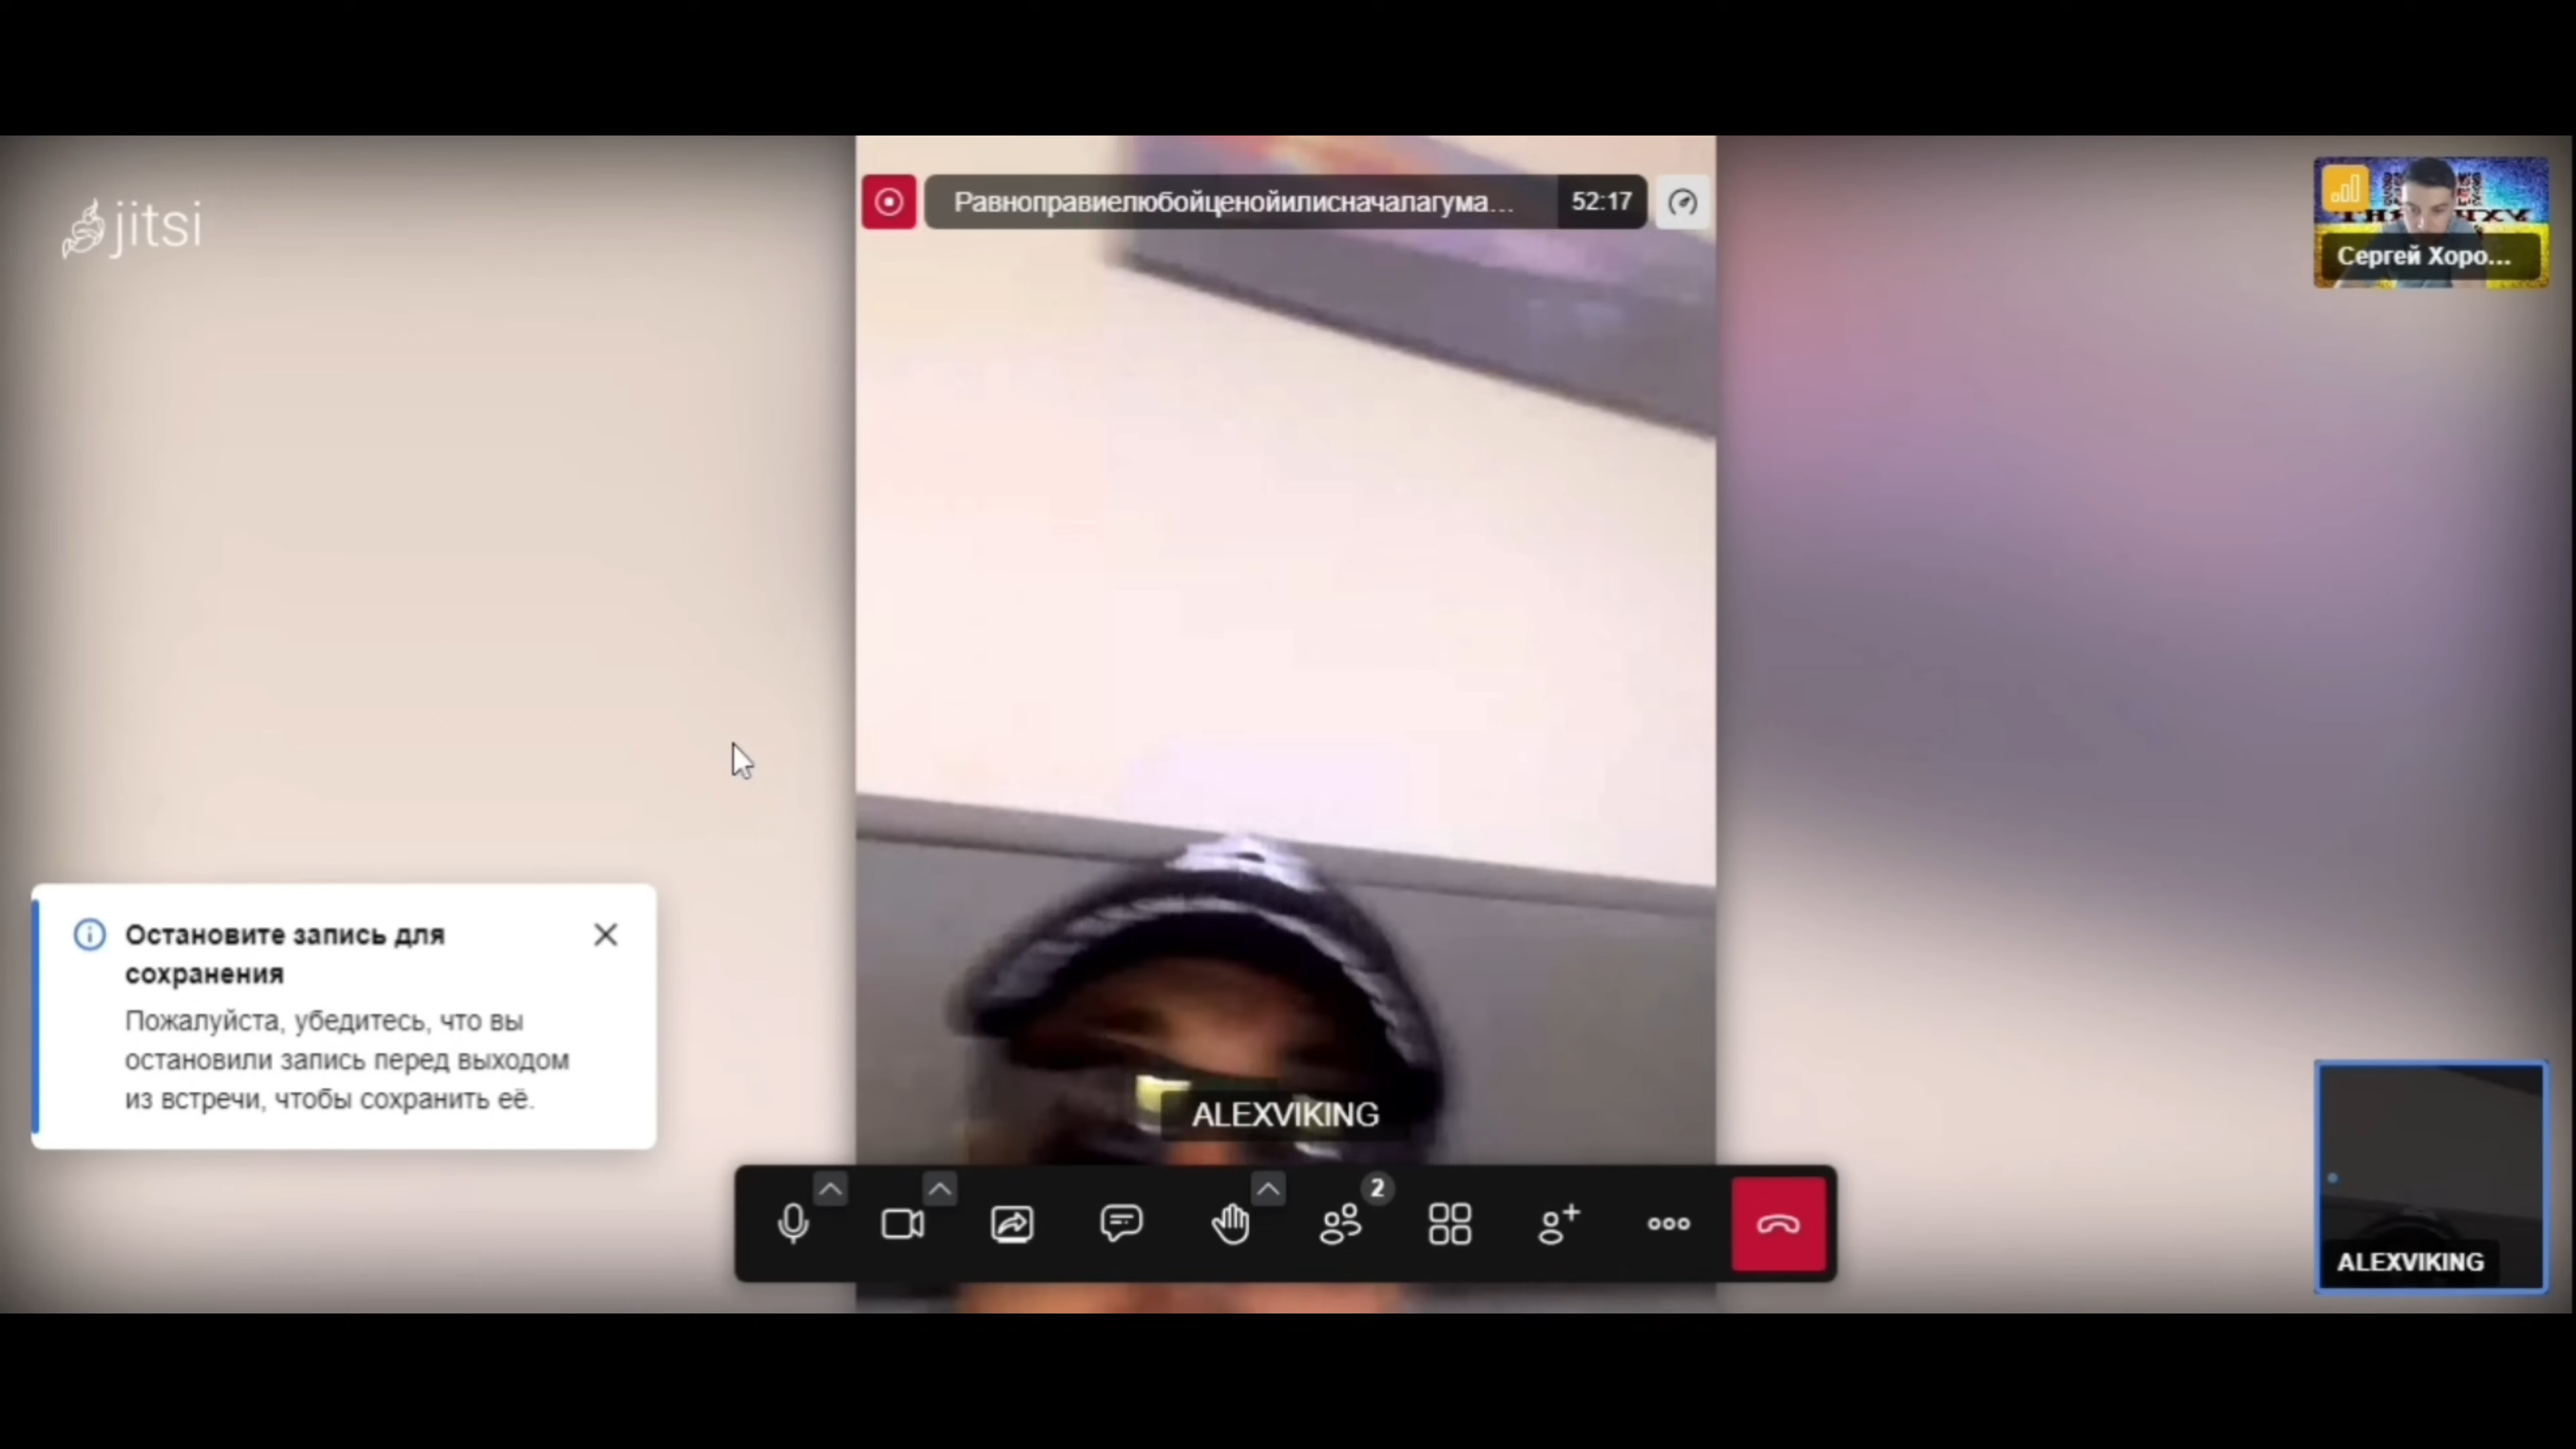 jitsi
Равноправиелюбойценойилисначалагума...
52:17
Сергей Хоро...
Остановите запись для
сохранения
Пожалуйста, убедитесь, что вы
остановили запись перед выходом
из встречи, чтобы сохранить её.
ALEXVIKING
2
ALEXVIKING